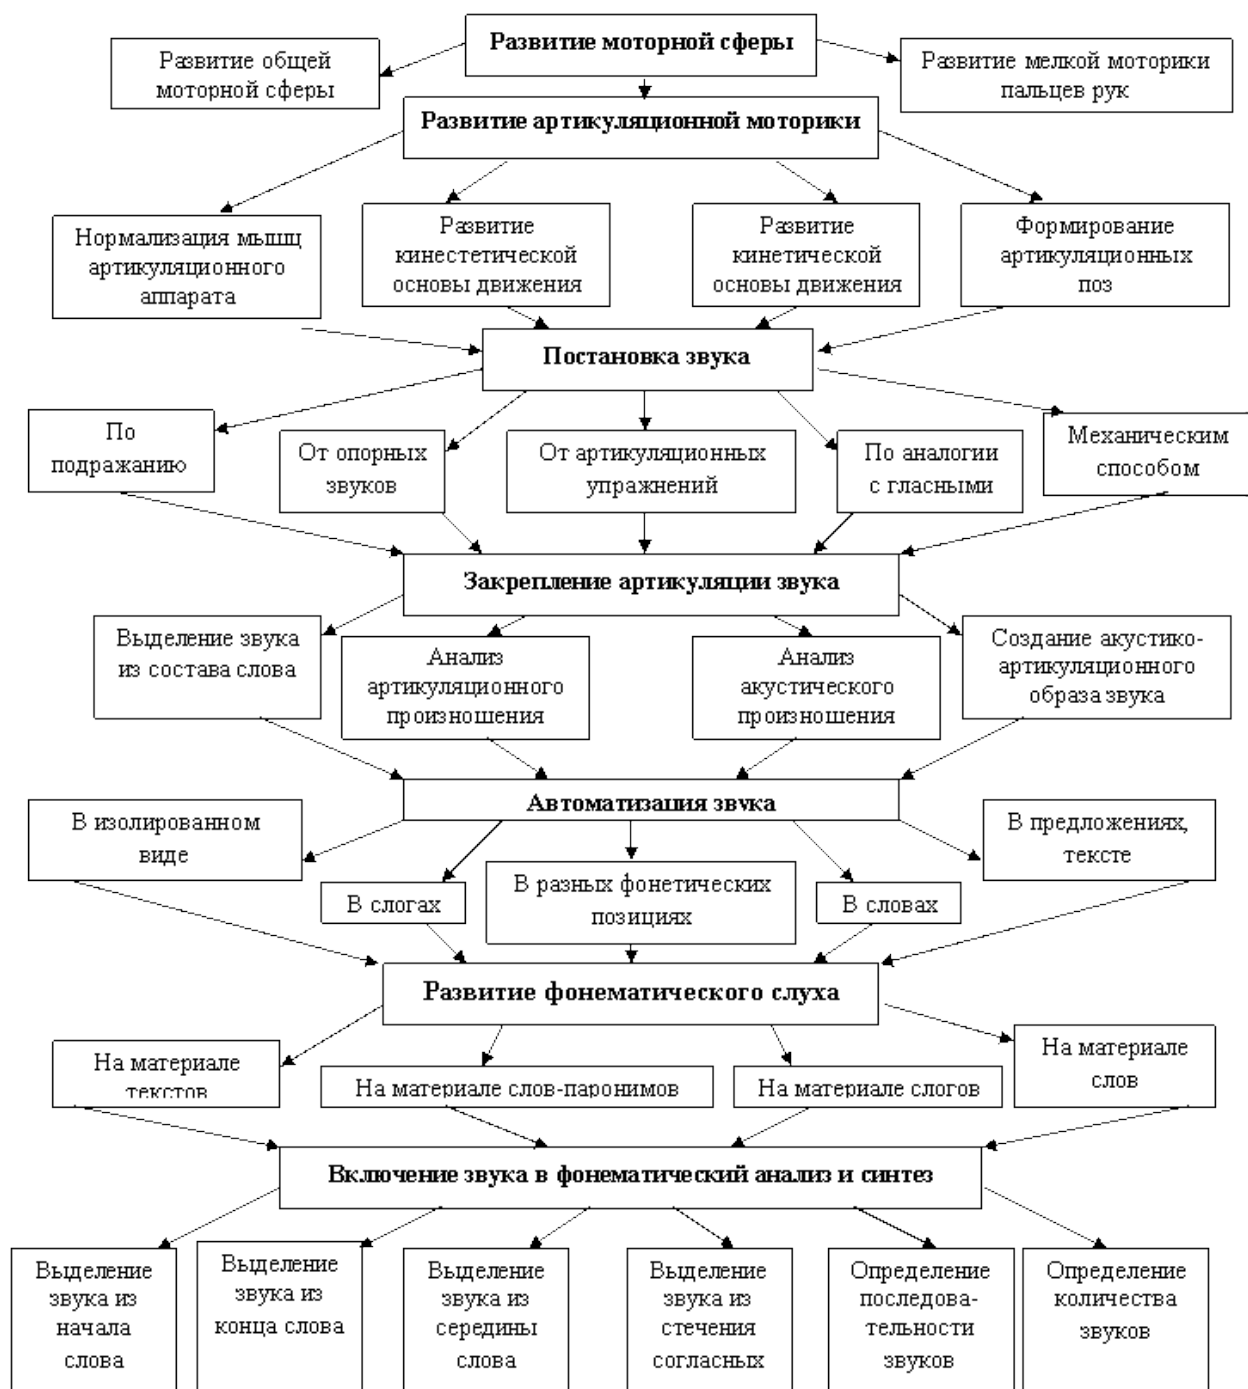 Развитие моторной сферы
Развитие общей
моторной сферы
Развитие мелкой моторики
пальцев рук
Развитие артикуляционной моторики
Нормализация мышц
артикуляционного
аппарата
Развитие
кинестетической
основы движения
Развитие
кинетической
основы движения
Формирование
артикуляционных
поз
Постановка звука
По
подражанию
От опорных
звуков
От артикуляционных
упражнений
По аналогии
с гласными
Механическим
способом
Закрепление артикуляции звука
Выделение звука
из состава слова
Анализ
артикуляционного
произношения
Анализ
акустического
произношения
Создание акустико-
артикуляционного
образа звука
Автоматизация звука
В изолированном
виде
В слогах
В разных фонетических
позициях
В словах
В предложениях,
тексте
Развитие фонематического слуха
На материале
текстов
На материале слов-паронимов
На материале слогов
На материале
слов
Включение звука в фонематический анализ и синтез
Выделение
звука из
начала
слова
Выделение
звука из
конца слова
Выделение
звука из
середины
слова
Выделение
звука из
стечения
согласных
Определение
последова-
тельности
звуков
Определение
количества
звуков